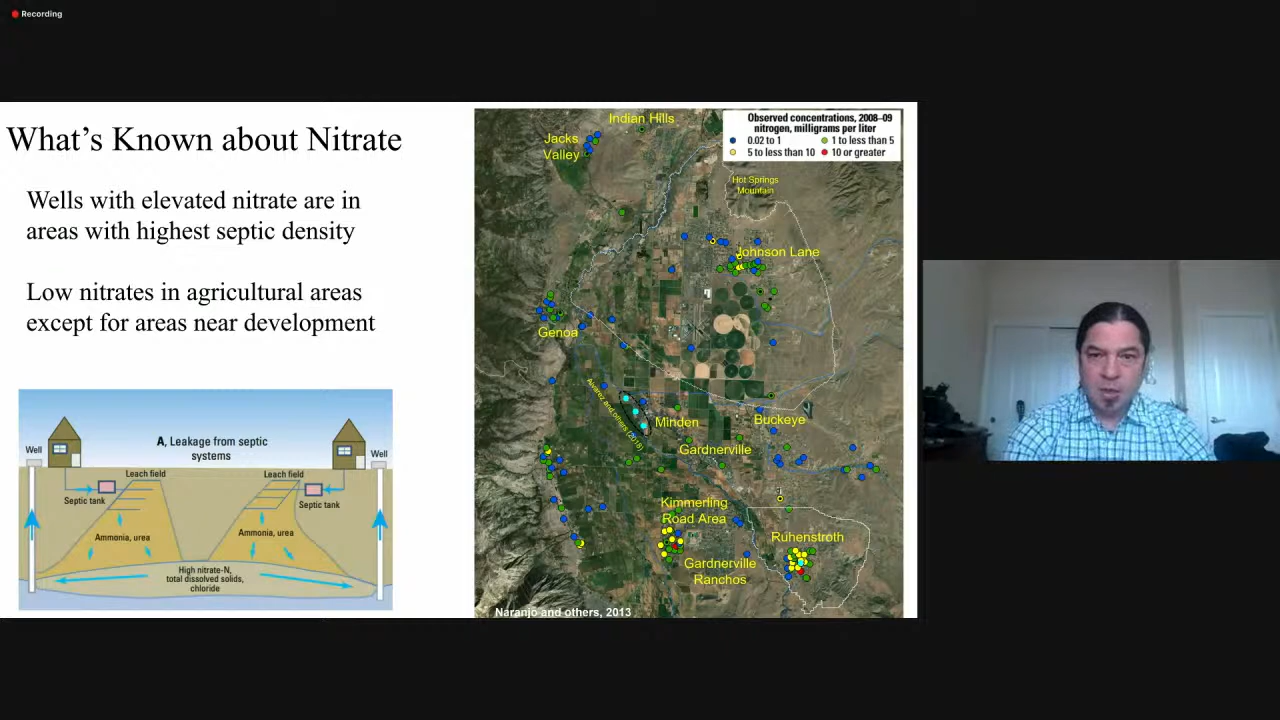 Recording
What's Known about Nitrate
Wells with elevated nitrate are in
areas with highest septic density
Low nitrates in agricultural areas
except for areas near development
A, Leakage from septic
systems
Well
Well
Leach field
Leach field
Septic tank
Septic tank
Ammonia, urea
Ammonia, urea
High nitrate-N,
total dissolved solids,
chloride
Observed concentrations, 2008–09
nitrogen, milligrams per liter
0.02 to 1
1 to less than 5
5 to less than 10
10 or greater
Indian Hills
Jacks
Valley
Hot Springs
Mountain
Johnson Lane
Genoa
Alvarez and others (2018)
Minden
Buckeye
Gardnerville
Kimmerling
Road Area
Ruhenstroth
Gardnerville
Ranchos
Naranjo and others, 2013